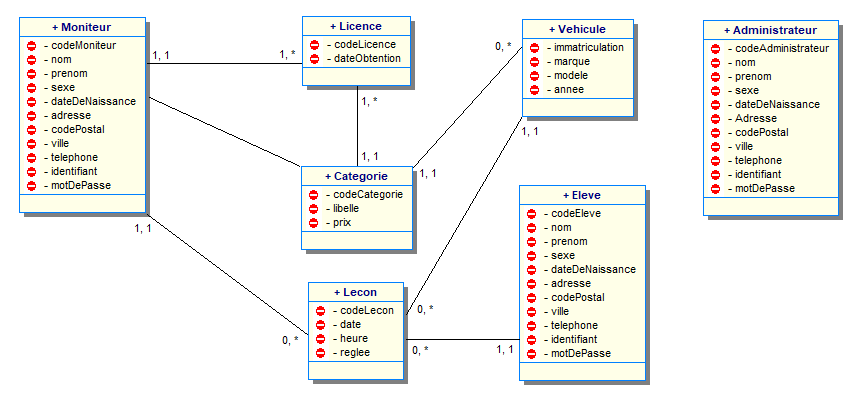 + Moniteur
- codeMoniteur
- nom
- prenom
- sexe
- dateDeNaissance
- adresse
- codePostal
- ville
- telephone
- identifiant
- motDePasse
1, 1
1, *
+ Licence
- codeLicence
- dateObtention
1, *
1, 1
+ Categorie
- codeCategorie
- libelle
- prix
0, *
1, 1
+ Vehicule
- immatriculation
- marque
- modele
- annee
1, 1
0, *
1, 1
0, *
+ Lecon
- codeLecon
- date
- heure
- reglee
0, *
1, 1
+ Eleve
- codeEleve
- nom
- prenom
- sexe
- dateDeNaissance
- adresse
- codePostal
- ville
- telephone
- identifiant
- motDePasse
+ Administrateur
- codeAdministrateur
- nom
- prenom
- sexe
- dateDeNaissance
- Adresse
- codePostal
- ville
- telephone
- identifiant
- motDePasse